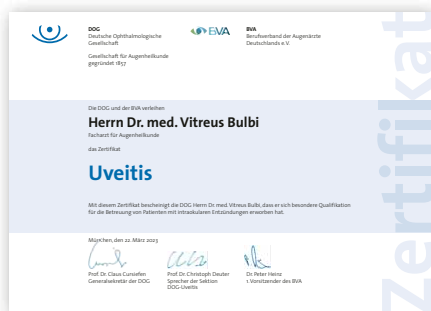 DOG
Deutsche Ophthalmologische
Gesellschaft
Gesellschaft für Augenheilkunde
gegründet 1857
BVA
BVA
Berufsverband der Augenärzte
Deutschlands e. V.
Zertifikat
Die DOG und der BVA verleihen
Herrn Dr. med. Vitreus Bulbi
Facharzt für Augenheilkunde
das Zertifikat
Uveitis
Mit diesem Zertifikat bescheinigt die DOG Herrn Dr. med. Vitreus Bulbi, dass er sich besondere Qualifikation
für die Betreuung von Patienten mit intraokularen Entzündungen erworben hat.
München, den 22. März 2023
Prof. Dr. Claus Cursiefen
Generalsekretär der DOG
Prof. Dr. Christoph Deuter
Sprecher der Sektion
DOG-Uveitis
Dr. Peter Heinz
1. Vorsitzender des BVA